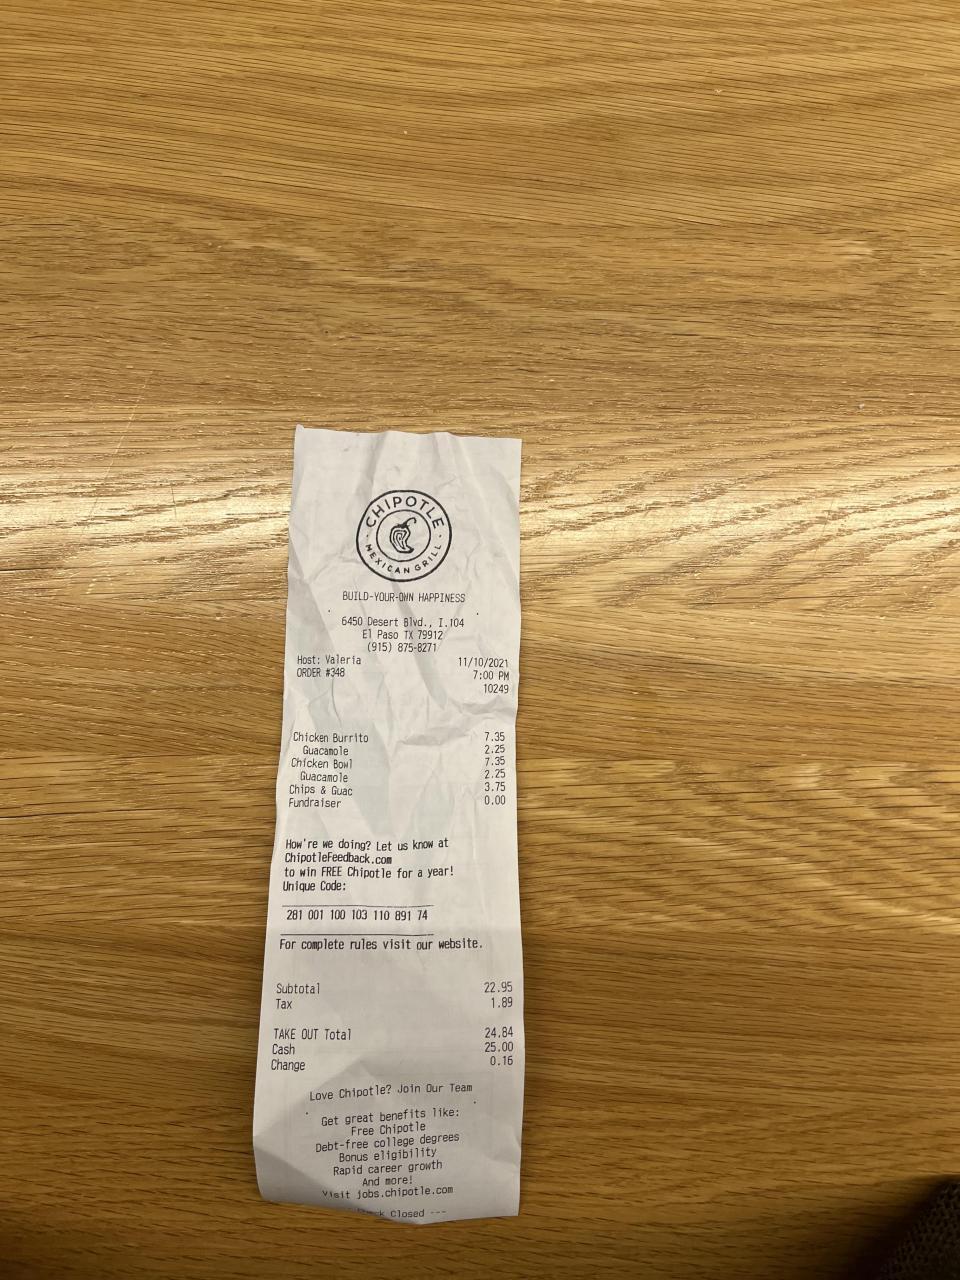 CHIPOTLE
MEXICAN GRILL
BUILD-YOUR-OWN HAPPINESS
6450 Desert Blvd., I.104
El Paso TX 79912
(915) 875-8271
Host: Valeria 11/10/2021
ORDER #348 7:00 PM
10249
Chicken Burrito 7.35
Guacamole 2.25
Chicken Bowl 7.35
Guacamole 2.25
Chips & Guac 3.75
Fundraiser 0.00
How're we doing? Let us know at
ChipotleFeedback.com
to win FREE Chipotle for a year!
Unique Code:
281 001 100 103 110 891 74
For complete rules visit our website.
Subtotal 22.95
Tax 1.89
TAKE OUT Total 24.84
Cash 25.00
Change 0.16
Love Chipotle? Join Our Team
Get great benefits like:
Free Chipotle
Debt-free college degrees
Bonus eligibility
Rapid career growth
And more!
Visit jobs.chipotle.com
Closed ---